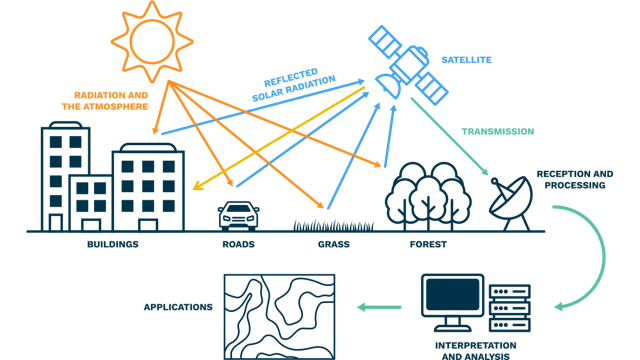 REFLECTED
SOLAR RADIATION
SATELLITE
RADIATION AND
THE ATMOSPHERE
TRANSMISSION
RECEPTION AND
PROCESSING
BUILDINGS
ROADS
GRASS
FOREST
APPLICATIONS
INTERPRETATION
AND ANALYSIS